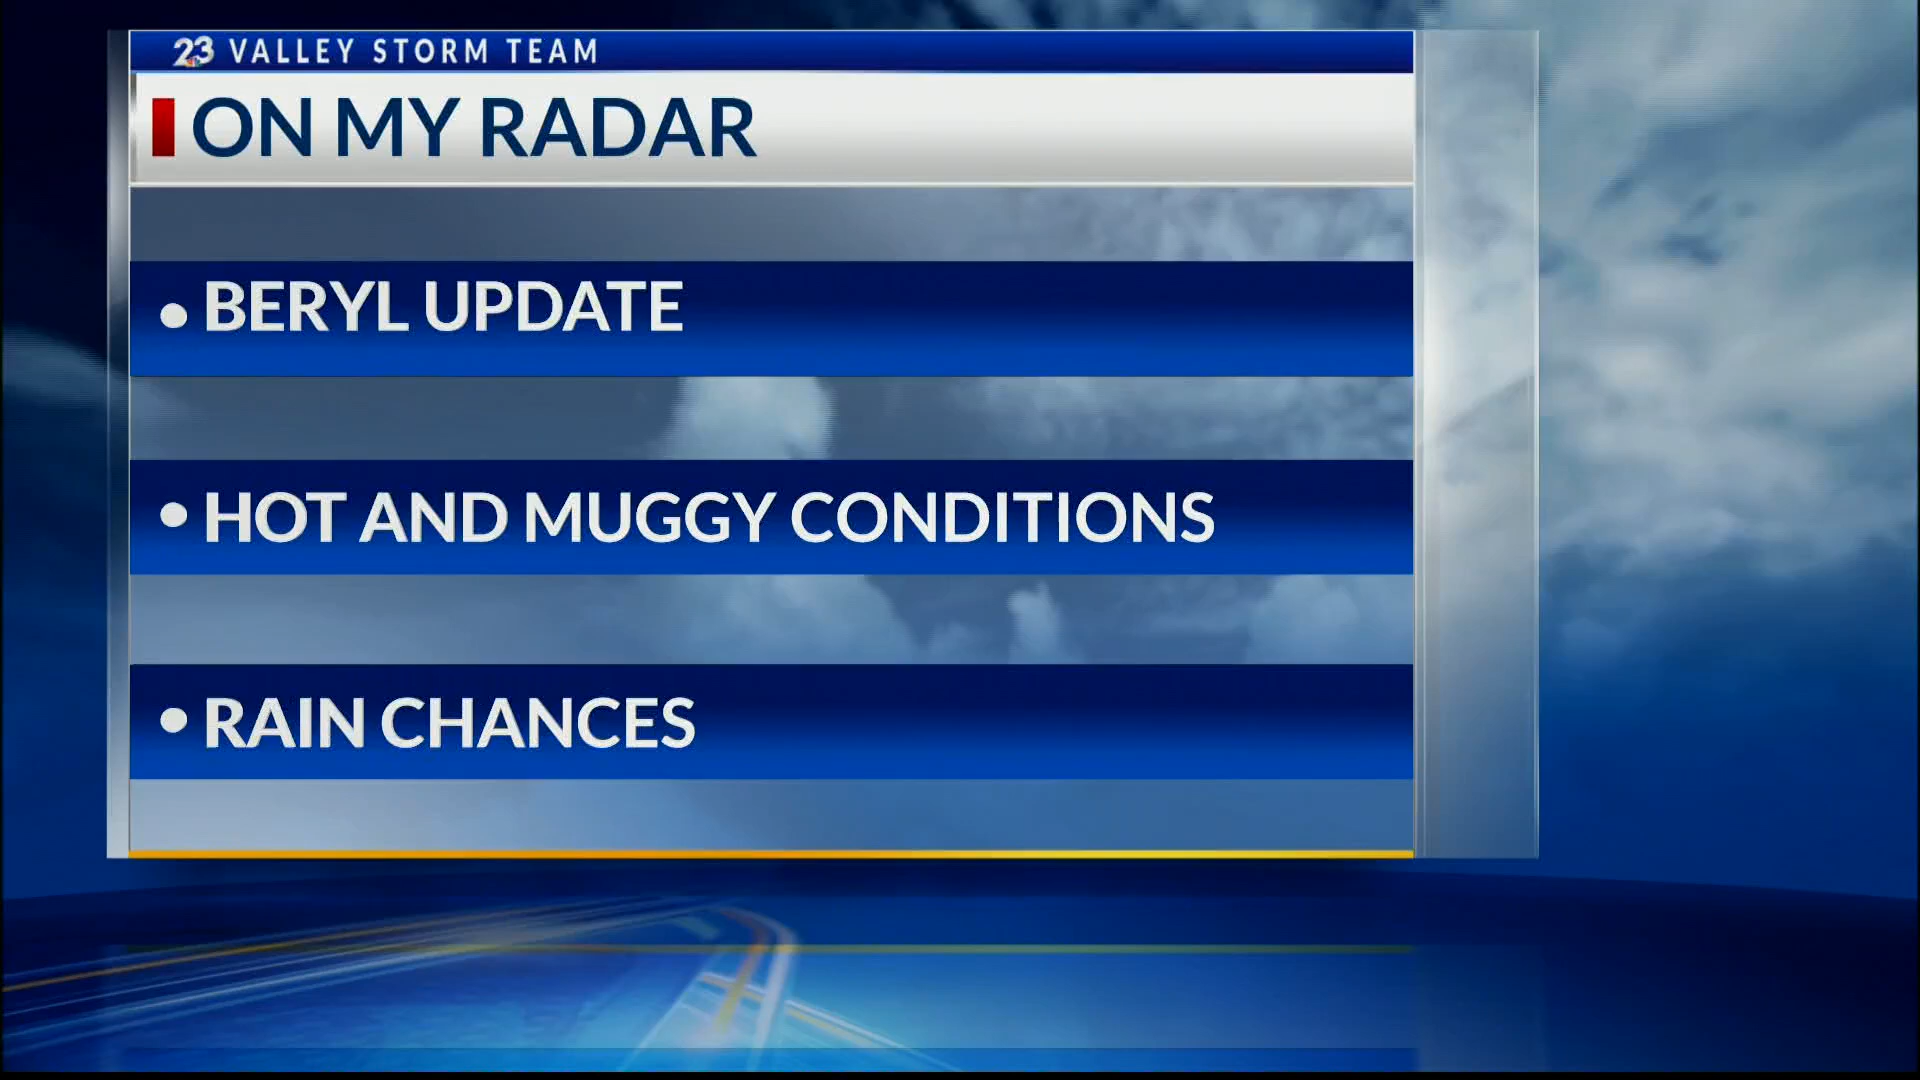 23 VALLEY STORM TEAM
ON MY RADAR
• BERYL UPDATE
• HOT AND MUGGY CONDITIONS
• RAIN CHANCES